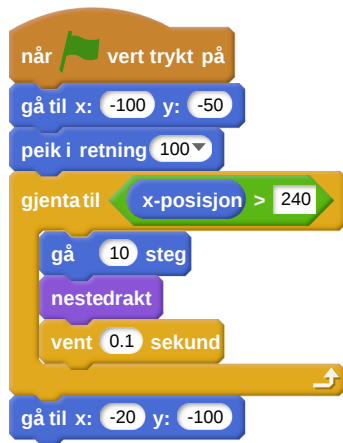 når vert trykt på
gå til x: -100 y: -50
peik i retning 100
gjenta til x-posisjon > 240
gå 10 steg
nestedrakt
vent 0.1 sekund
gå til x: -20 y: -100